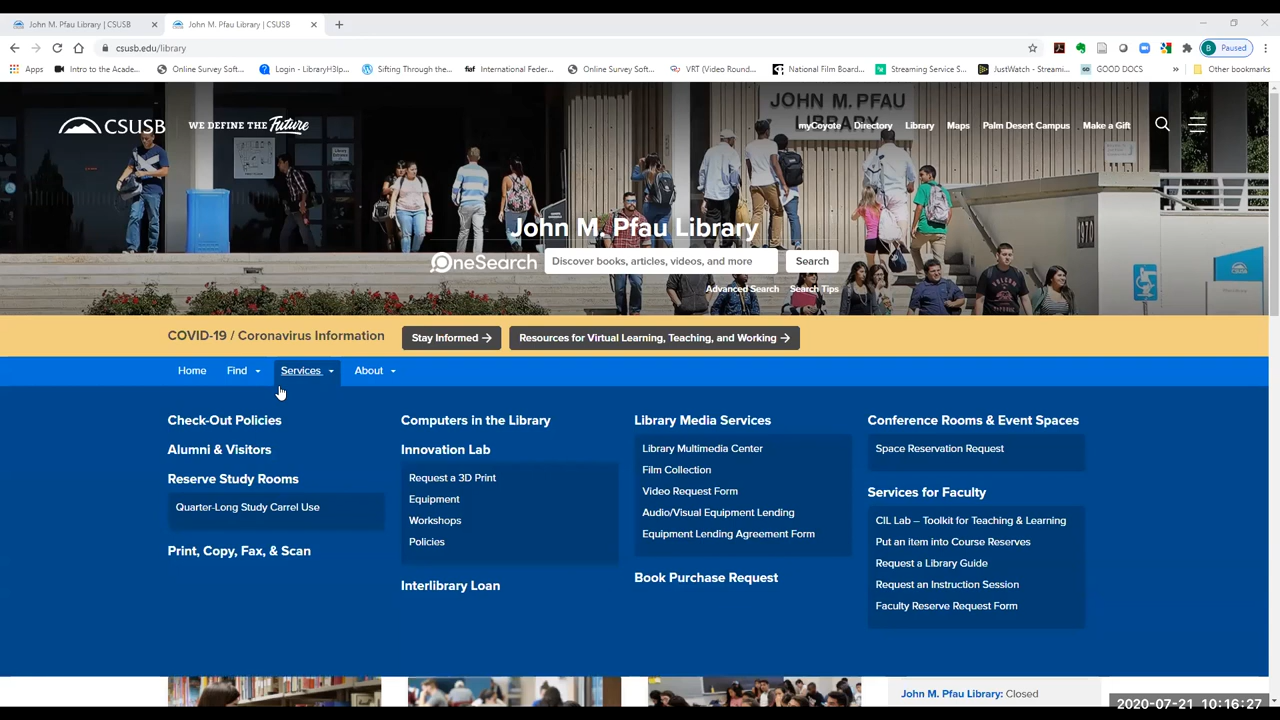 John M. Pfau Library | CSUSB
John M. Pfau Library | CSUSB
csusb.edu/library
B Paused
Apps
Intro to the Acade...
Online Survey Soft...
Login - LibraryH3lp...
Sifting Through the...
fiaf International Feder...
Online Survey Soft...
VRT (Video Round...
National Film Board...
Streaming Service S...
JustWatch - Streami...
GOOD DOCS
»
Other bookmarks
JOHN M. PFAU
LIBRARY
CSUSB
WE DEFINE THE Future
myCoyote
Directory
Library
Maps
Palm Desert Campus
Make a Gift
John M. Pfau Library
OneSearch
Discover books, articles, videos, and more
Search
Advanced Search
Search Tips
CSUSB
COVID-19 / Coronavirus Information
Stay Informed →
Resources for Virtual Learning, Teaching, and Working →
Home
Find
Services
About
Check-Out Policies
Alumni & Visitors
Reserve Study Rooms
Quarter-Long Study Carrel Use
Print, Copy, Fax, & Scan
Computers in the Library
Innovation Lab
Request a 3D Print
Equipment
Workshops
Policies
Interlibrary Loan
Library Media Services
Library Multimedia Center
Film Collection
Video Request Form
Audio/Visual Equipment Lending
Equipment Lending Agreement Form
Book Purchase Request
Conference Rooms & Event Spaces
Space Reservation Request
Services for Faculty
CIL Lab – Toolkit for Teaching & Learning
Put an item into Course Reserves
Request a Library Guide
Request an Instruction Session
Faculty Reserve Request Form
John M. Pfau Library: Closed
2020-07-21 10:16:27